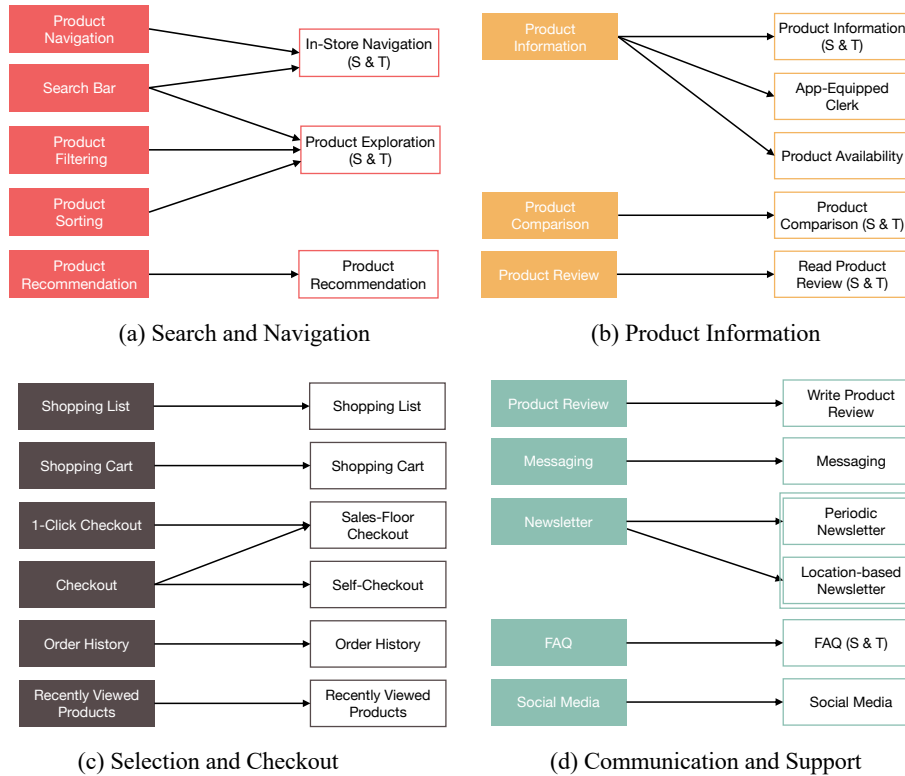 Product
Navigation
In-Store Navigation
(S & T)
Search Bar
Product
Filtering
Product Exploration
(S & T)
Product
Sorting
Product
Recommendation
Product
Recommendation
(a) Search and Navigation
Product
Information
Product Information
(S & T)
App-Equipped
Clerk
Product Availability
Product
Comparison
Product
Comparison (S & T)
Product Review
Read Product
Review (S & T)
(b) Product Information
Shopping List
Shopping List
Shopping Cart
Shopping Cart
1-Click Checkout
Sales-Floor
Checkout
Checkout
Self-Checkout
Order History
Order History
Recently Viewed
Products
Recently Viewed
Products
(c) Selection and Checkout
Product Review
Write Product
Review
Messaging
Messaging
Newsletter
Periodic
Newsletter
Location-based
Newsletter
FAQ
FAQ (S & T)
Social Media
Social Media
(d) Communication and Support